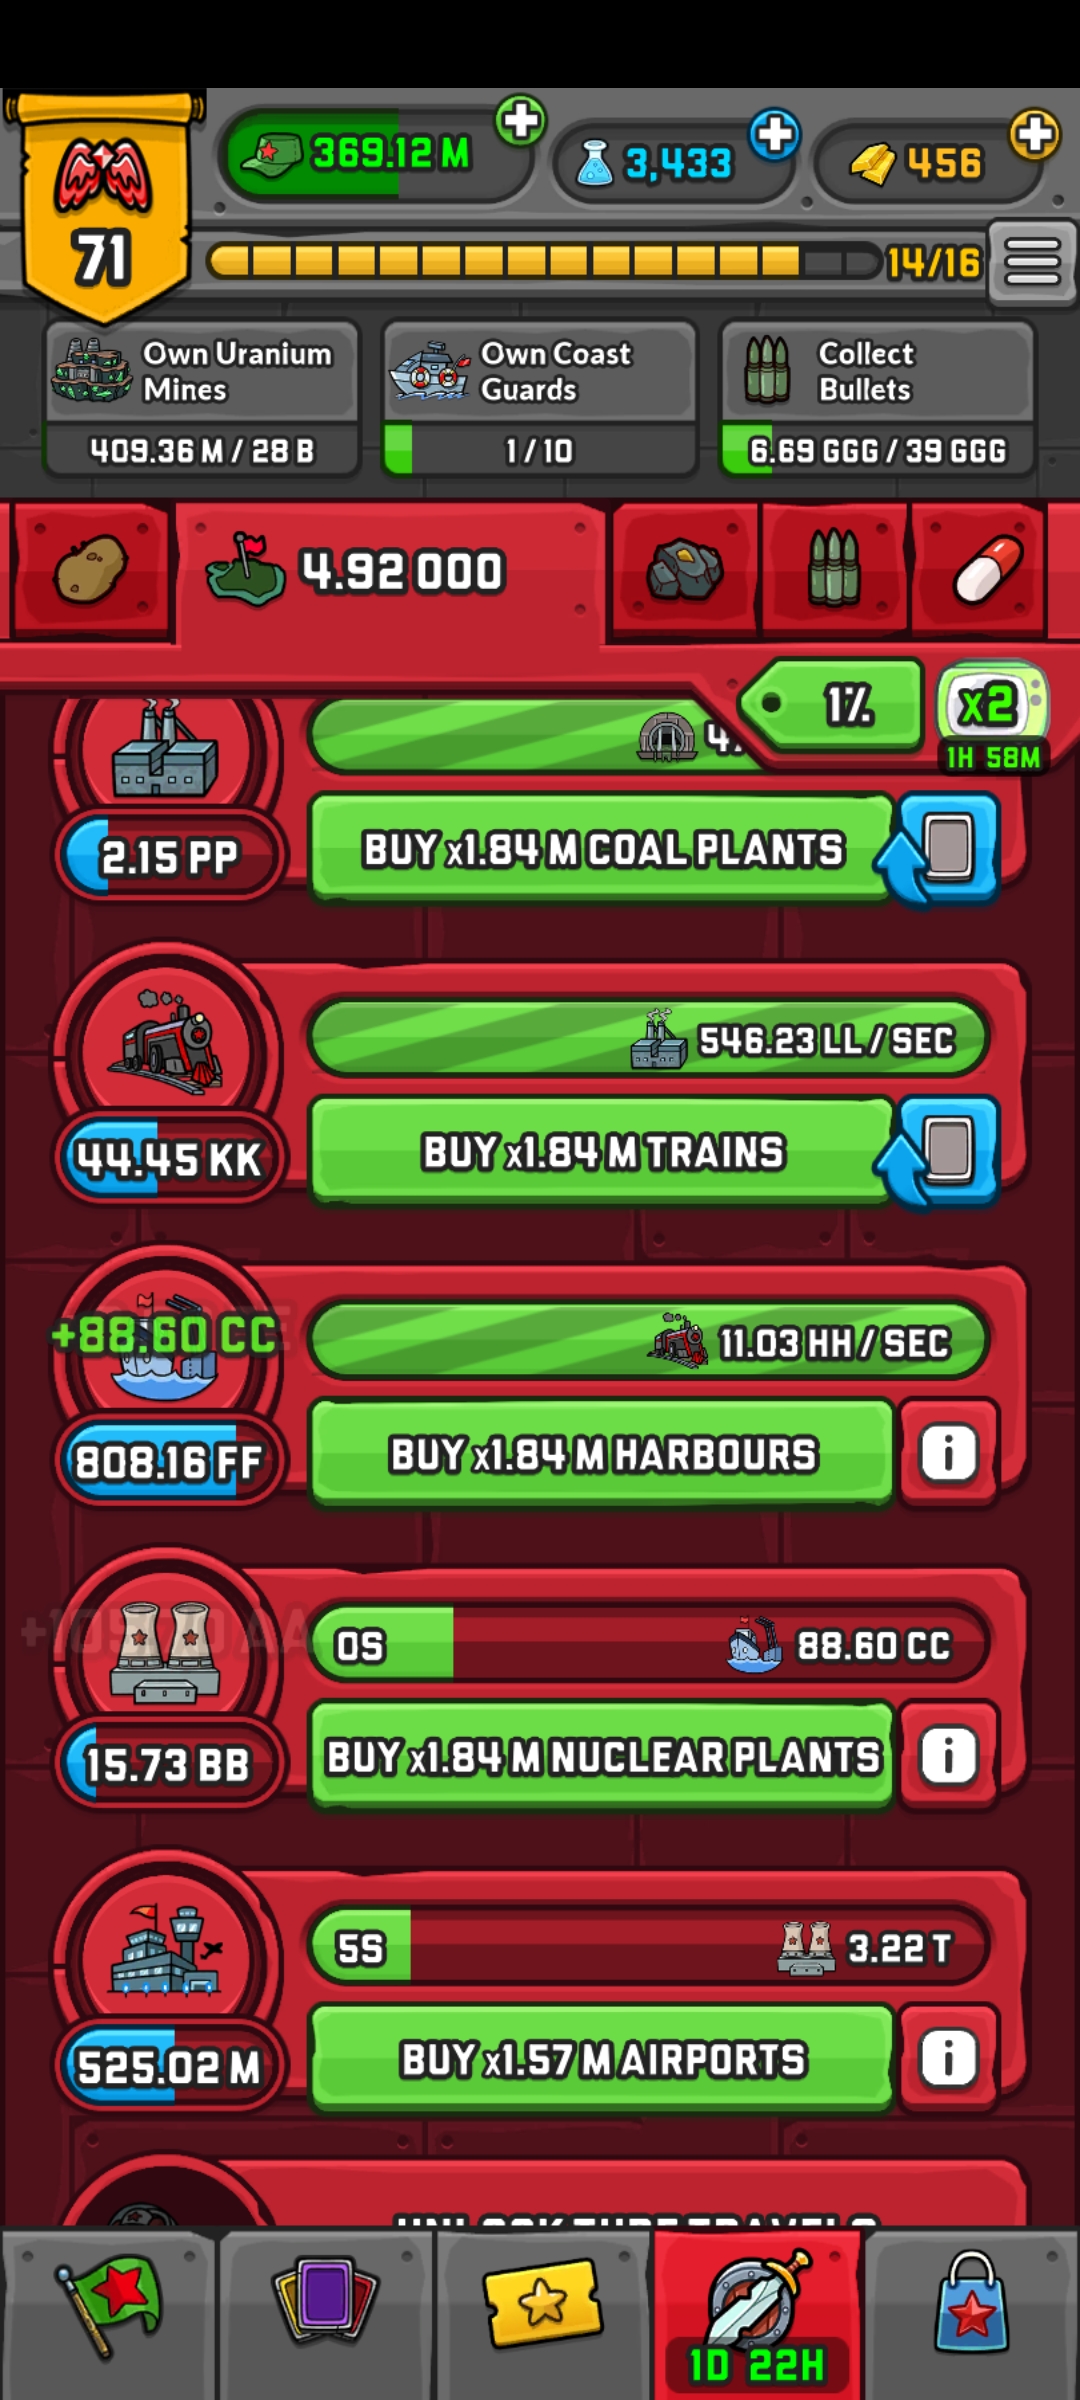 369.12 M
3,433
456
71
14/16
Own Uranium
Mines
409.36 M / 28 B
Own Coast
Guards
1 / 10
Collect
Bullets
6.69 GGG / 39 GGG
4.92 OOO
1%
x2
1H 58M
2.15 PP
BUY x1.84 M COAL PLANTS
546.23 LL / SEC
44.45 KK
BUY x1.84 M TRAINS
+88.60 CC
11.03 HH / SEC
808.16 FF
BUY x1.84 M HARBOURS
0S
88.60 CC
15.73 BB
BUY x1.84 M NUCLEAR PLANTS
5S
3.22 T
525.02 M
BUY x1.57 M AIRPORTS
1D 22H